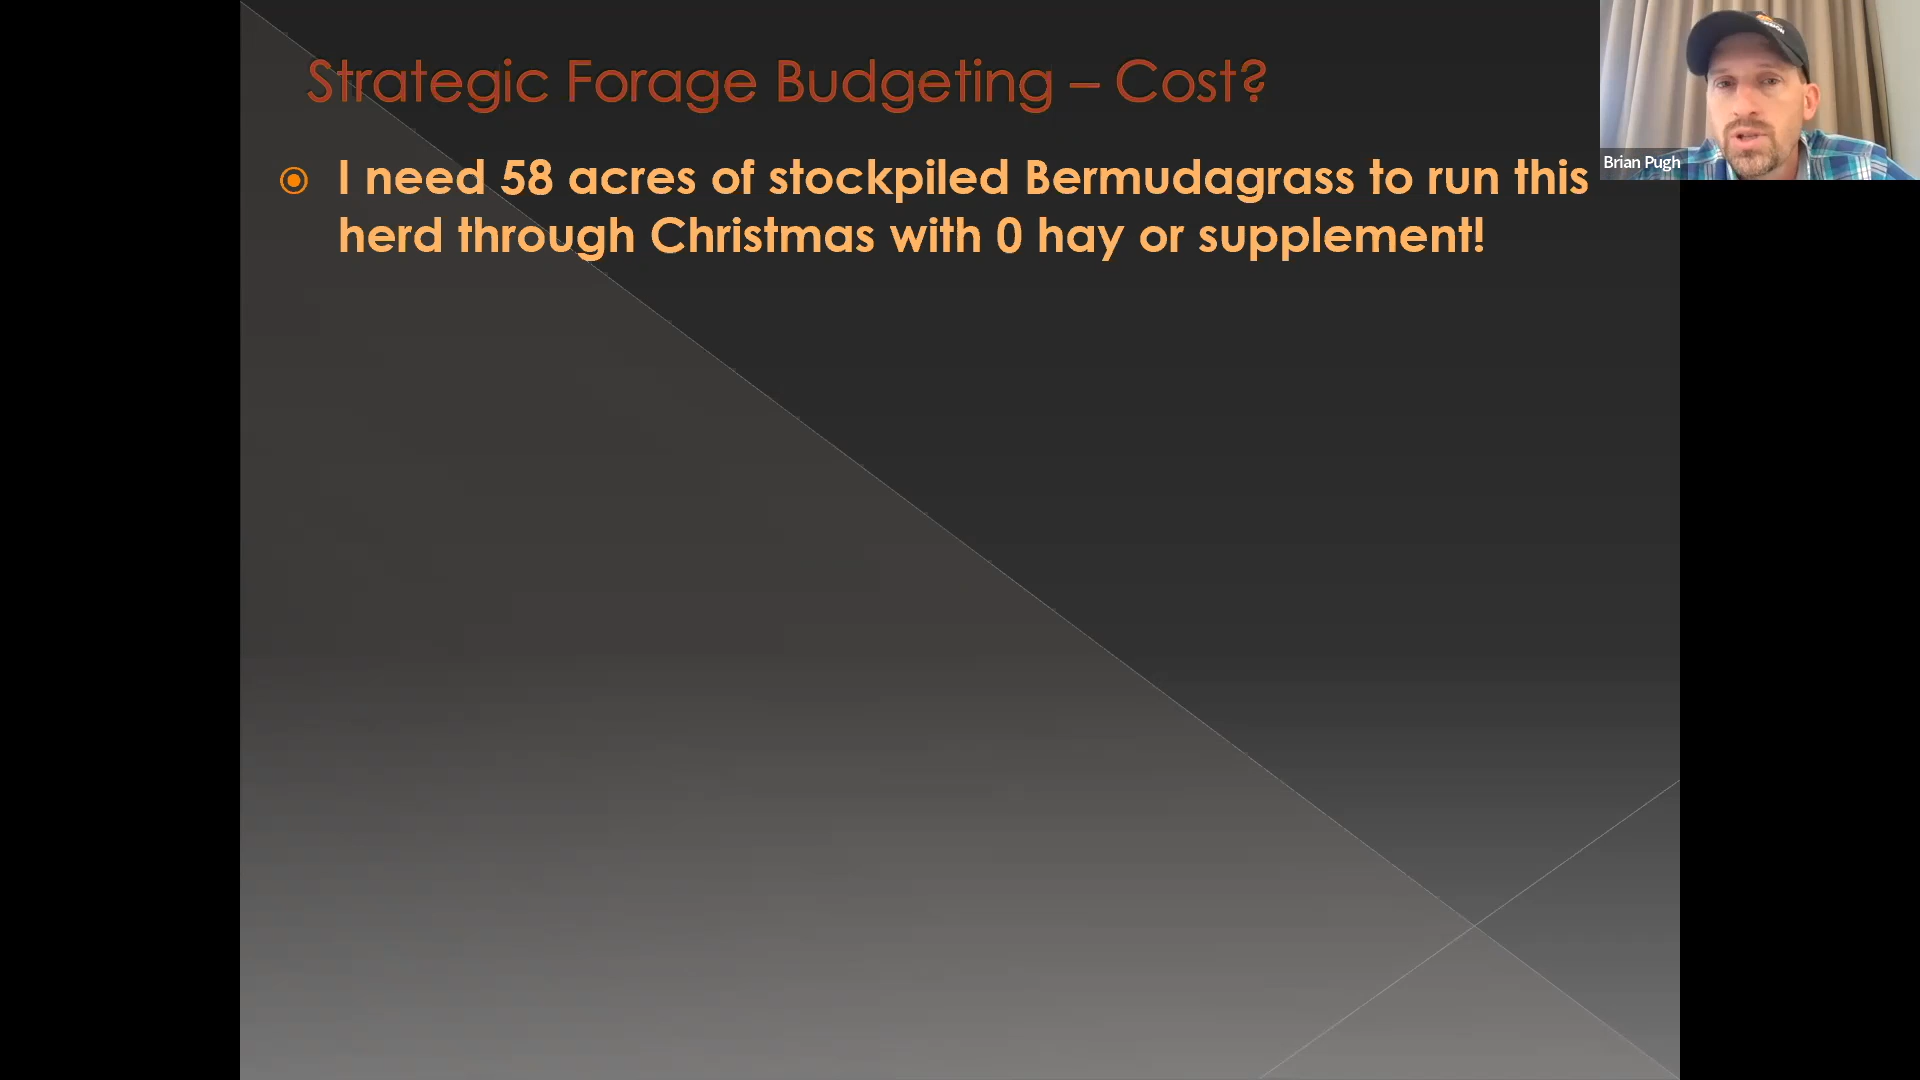 Strategic Forage Budgeting – Cost?
I need 58 acres of stockpiled Bermudagrass to run this
herd through Christmas with 0 hay or supplement!
Brian Pugh